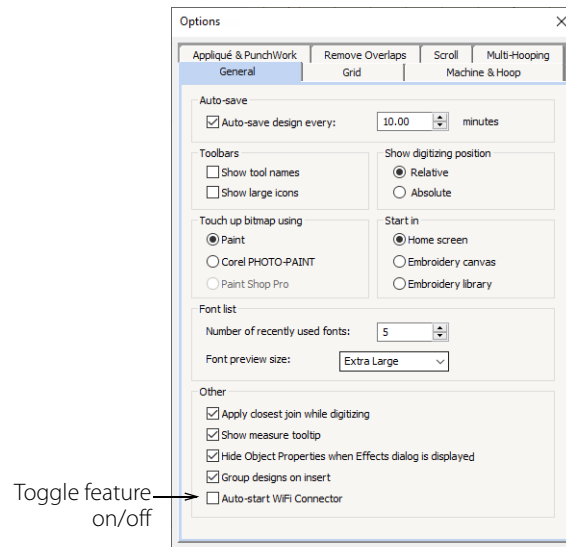 Options
Appliqué & PunchWork Remove Overlaps Scroll Multi-Hooping
General Grid Machine & Hoop
Auto-save
Auto-save design every: 10.00 minutes
Toolbars
Show tool names
Show large icons
Show digitizing position
Relative
Absolute
Touch up bitmap using
Paint
Corel PHOTO-PAINT
Paint Shop Pro
Start in
Home screen
Embroidery canvas
Embroidery library
Font list
Number of recently used fonts: 5
Font preview size: Extra Large
Other
Apply closest join while digitizing
Show measure tooltip
Hide Object Properties when Effects dialog is displayed
Group designs on insert
Auto-start WiFi Connector
Toggle feature
on/off